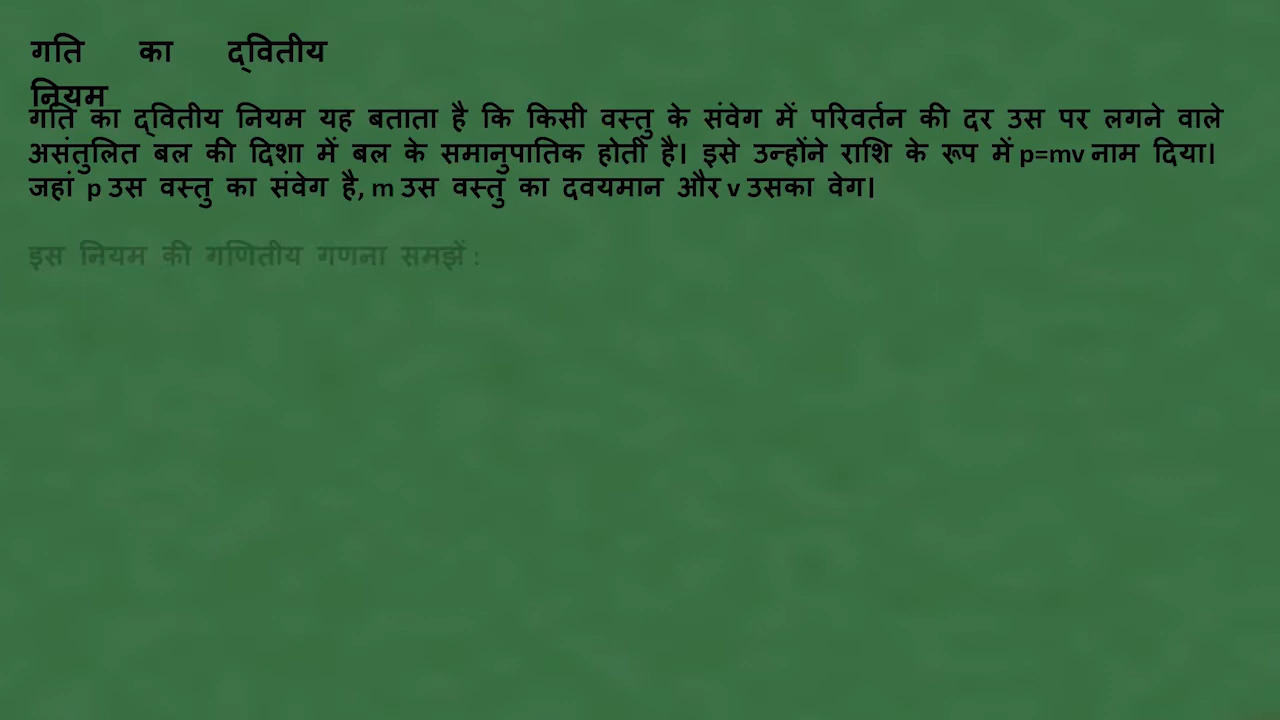 गति का द्वितीय
नियम
गति का द्वितीय नियम यह बताता है कि किसी वस्तु के संवेग में परिवर्तन की दर उस पर लगने वाले
असंतुलित बल की दिशा में बल के समानुपातिक होती है। इसे उन्होंने राशि के रूप में p=mv नाम दिया।
जहां p उस वस्तु का संवेग है, m उस वस्तु का दवयमान और v उसका वेग।
इस नियम की गणितीय गणना समझें :